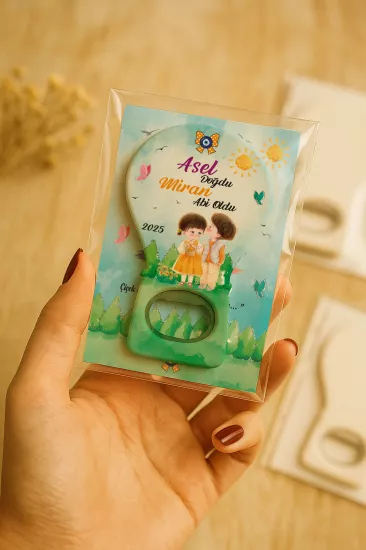 Asel
Doğdu
Miran
Abi Oldu
2025